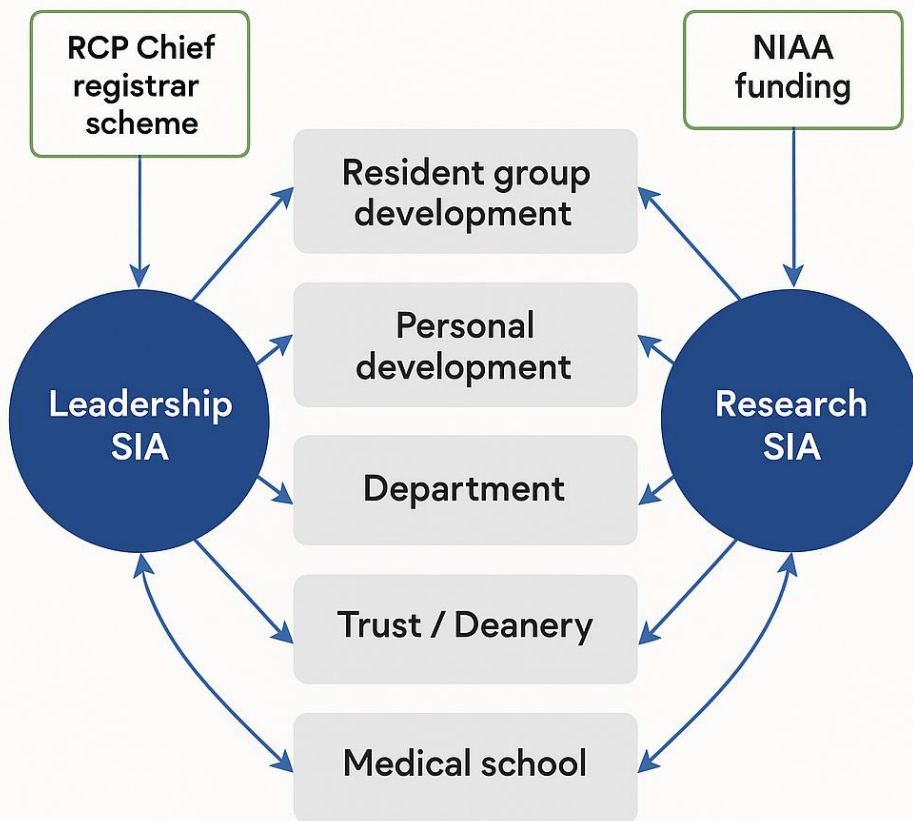 RCP Chief
registrar
scheme
NIAA
funding
Resident group
development
Personal
development
Leadership
SIA
Research
SIA
Department
Trust / Deanery
Medical school